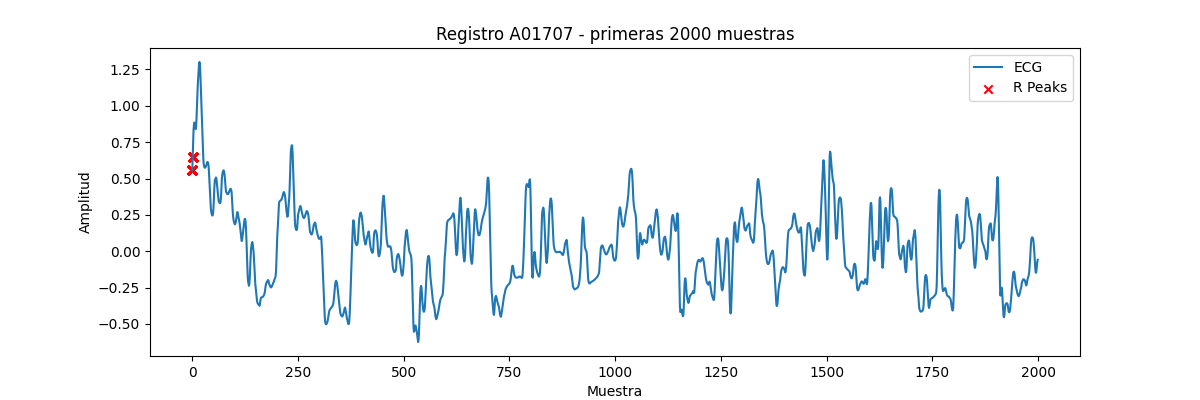 Registro A01707 - primeras 2000 muestras
ECG
R Peaks
Amplitud
1.25
1.00
0.75
0.50
0.25
0.00
−0.25
−0.50
0 250 500 750 1000 1250 1500 1750 2000
Muestra